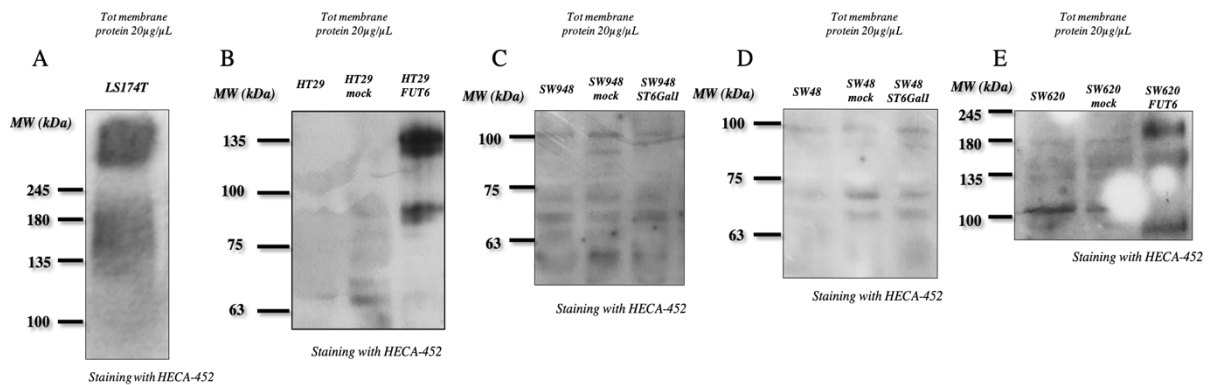 Tot membrane
protein 20µg/µL
A
LS174T
MW (kDa)
245
180
135
100
Staining with HECA-452
Tot membrane
protein 20µg/µL
B
HT29
HT29
mock
HT29
FUT6
MW (kDa)
135
100
75
63
Staining with HECA-452
Tot membrane
protein 20µg/µL
C
SW948
SW948
mock
SW948
ST6GalI
MW (kDa)
100
75
63
Staining with HECA-452
Tot membrane
protein 20µg/µL
D
SW48
SW48
mock
SW48
ST6GalI
MW (kDa)
100
75
63
Staining with HECA-452
Tot membrane
protein 20µg/µL
E
SW620
SW620
mock
SW620
FUT6
MW (kDa)
245
180
135
100
Staining with HECA-452